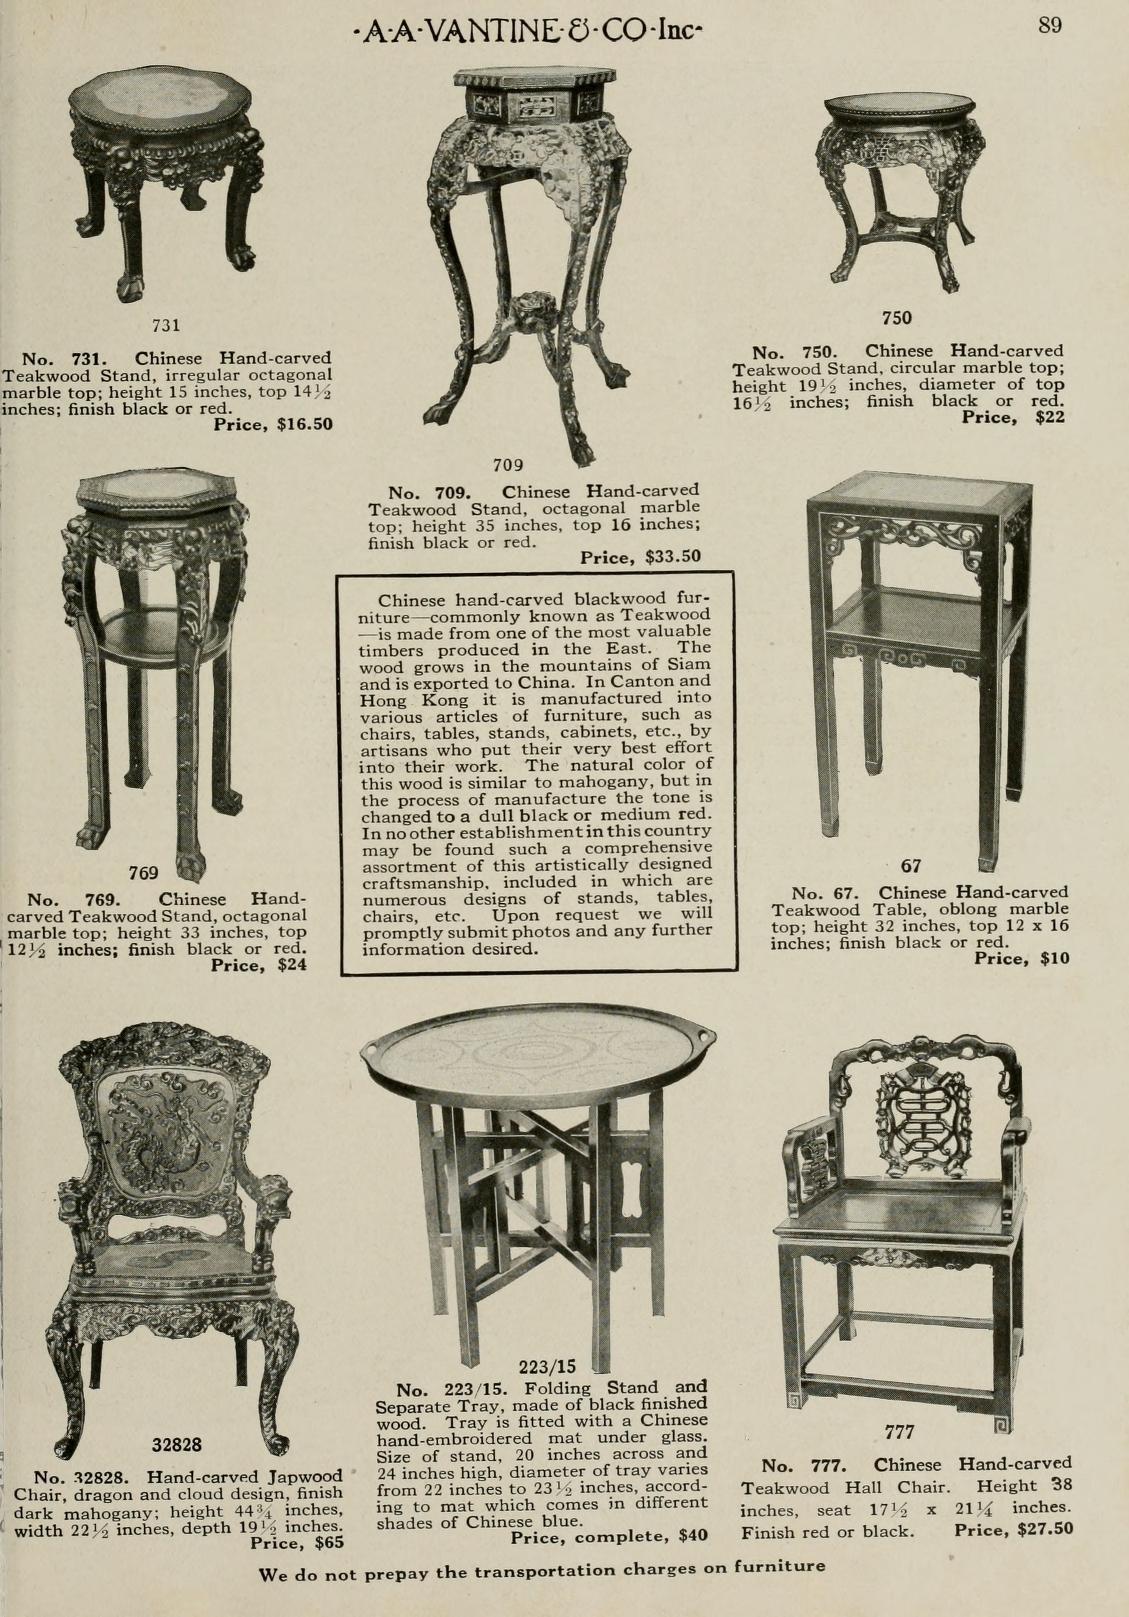 ·A·A·VANTINE·&·CO·Inc·
89
731
No. 731. Chinese Hand-carved
Teakwood Stand, irregular octagonal
marble top; height 15 inches, top 14½
inches; finish black or red.
Price, $16.50
709
No. 709. Chinese Hand-carved
Teakwood Stand, octagonal marble
top; height 35 inches, top 16 inches;
finish black or red.
Price, $33.50
750
No. 750. Chinese Hand-carved
Teakwood Stand, circular marble top;
height 19½ inches, diameter of top
16½ inches; finish black or red.
Price, $22
769
No. 769. Chinese Hand-
carved Teakwood Stand, octagonal
marble top; height 33 inches, top
12½ inches; finish black or red.
Price, $24
Chinese hand-carved blackwood fur-
niture—commonly known as Teakwood
—is made from one of the most valuable
timbers produced in the East. The
wood grows in the mountains of Siam
and is exported to China. In Canton and
Hong Kong it is manufactured into
various articles of furniture, such as
chairs, tables, stands, cabinets, etc., by
artisans who put their very best effort
into their work. The natural color of
this wood is similar to mahogany, but in
the process of manufacture the tone is
changed to a dull black or medium red.
In no other establishment in this country
may be found such a comprehensive
assortment of this artistically designed
craftsmanship, included in which are
numerous designs of stands, tables,
chairs, etc. Upon request we will
promptly submit photos and any further
information desired.
67
No. 67. Chinese Hand-carved
Teakwood Table, oblong marble
top; height 32 inches, top 12 x 16
inches; finish black or red.
Price, $10
32828
No. 32828. Hand-carved Japwood
Chair, dragon and cloud design, finish
dark mahogany; height 44¾ inches,
width 22½ inches, depth 19½ inches.
Price, $65
223/15
No. 223/15. Folding Stand and
Separate Tray, made of black finished
wood. Tray is fitted with a Chinese
hand-embroidered mat under glass.
Size of stand, 20 inches across and
24 inches high, diameter of tray varies
from 22 inches to 23½ inches, accord-
ing to mat which comes in different
shades of Chinese blue.
Price, complete, $40
777
No. 777. Chinese Hand-carved
Teakwood Hall Chair. Height 38
inches, seat 17½ x 21¼ inches.
Finish red or black. Price, $27.50
We do not prepay the transportation charges on furniture